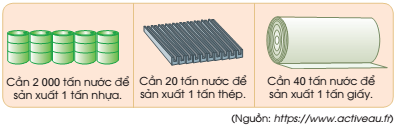 Cần 2 000 tấn nước để
sản xuất 1 tấn nhựa.
Cần 20 tấn nước để
sản xuất 1 tấn thép.
Cần 40 tấn nước để
sản xuất 1 tấn giấy.
(Nguồn: https://www.activeau.fr)